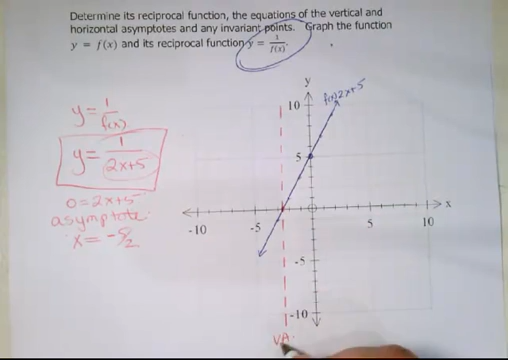 Determine its reciprocal function, the equations of the vertical and
horizontal asymptotes and any invariant points. Graph the function
y = f(x) and its reciprocal function y = 1/f(x).
y = 1/f(x)
y = 1/2x+5
0=2x+5
asymptote:
x = -5/2
y
f(x) 2x+5
10
5
x
-10
-5
5
10
-5
-10
VA: